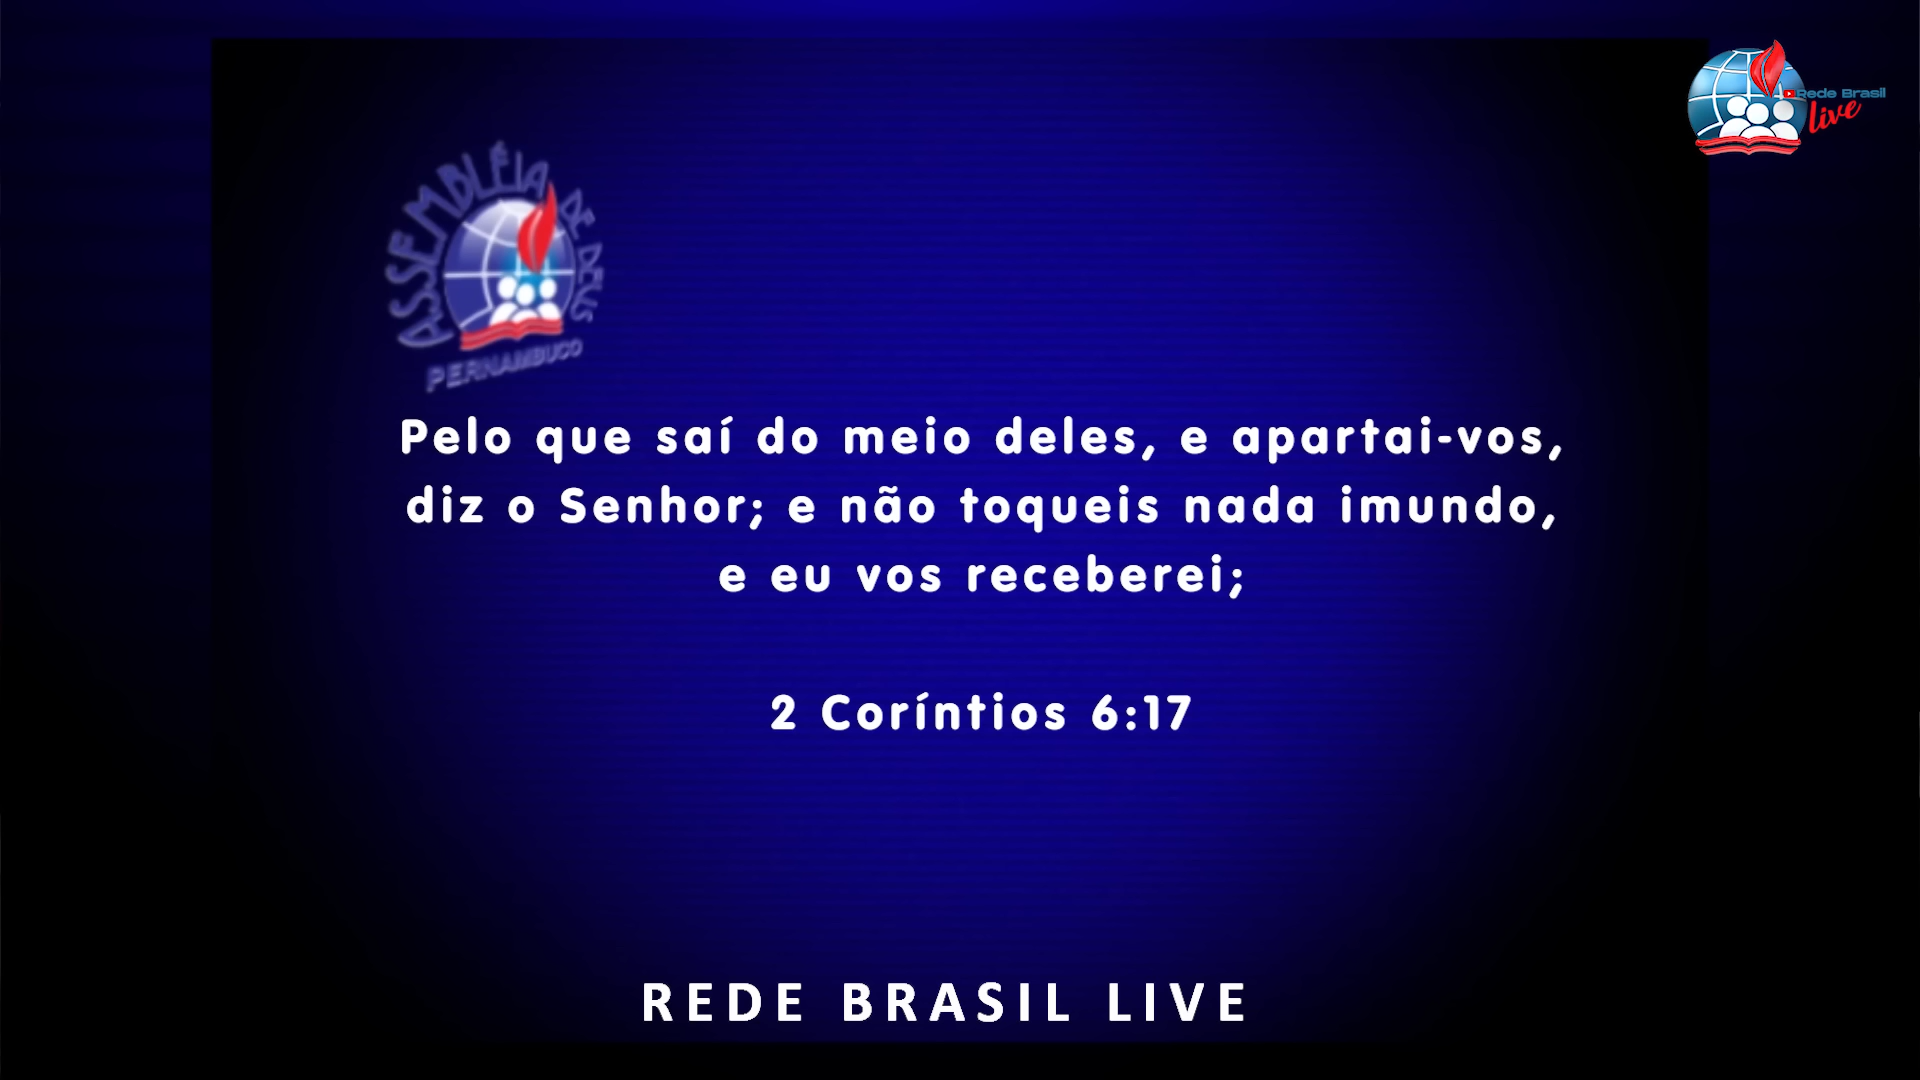 Rede Brasil
live
ASSEMBLÉIA DE DEUS
PERNAMBUCO
Pelo que saí do meio deles, e apartai-vos,
diz o Senhor; e não toqueis nada imundo,
e eu vos receberei;
2 Coríntios 6:17
REDE BRASIL LIVE